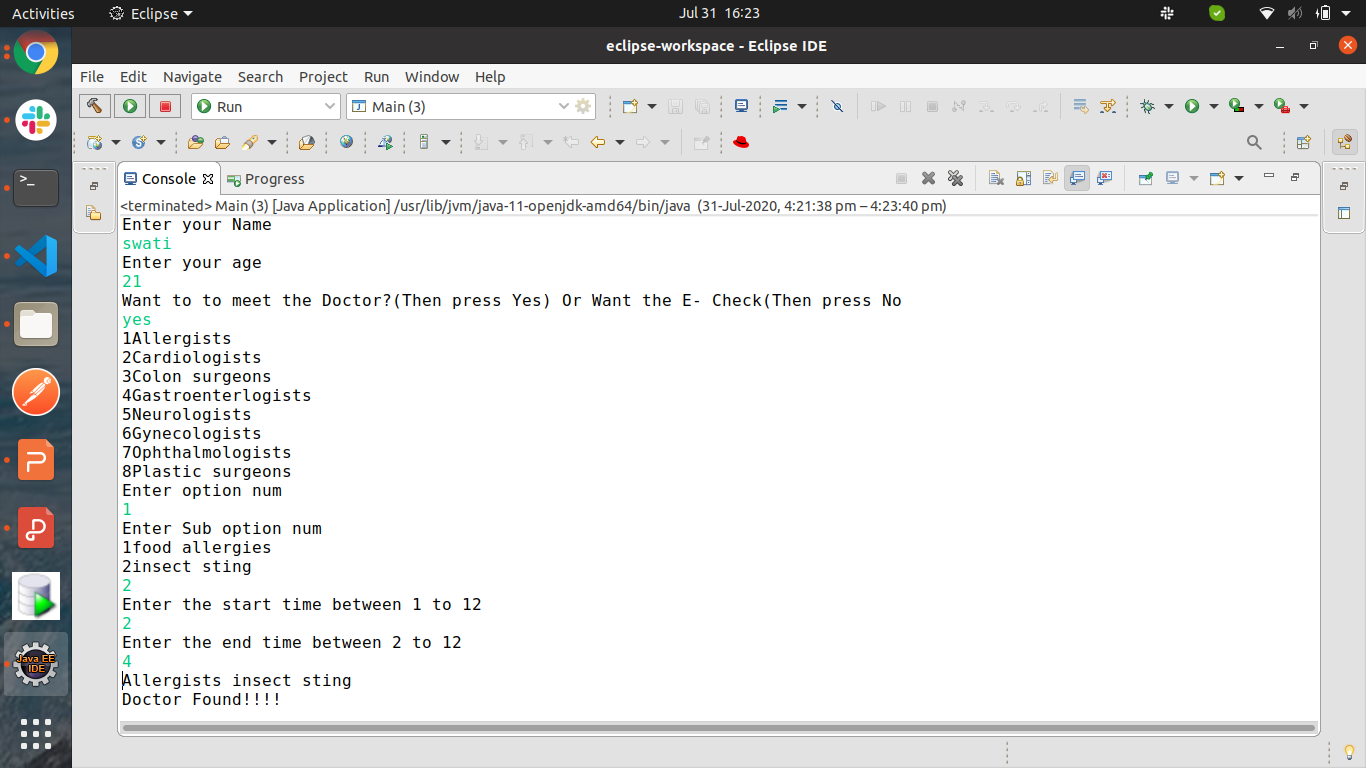 Activities Eclipse Jul 31 16:23
eclipse-workspace - Eclipse IDE
File Edit Navigate Search Project Run Window Help
Run Main (3)
Console Progress
<terminated> Main (3) [Java Application] /usr/lib/jvm/java-11-openjdk-amd64/bin/java (31-Jul-2020, 4:21:38 pm – 4:23:40 pm)
Enter your Name
swati
Enter your age
21
Want to to meet the Doctor?(Then press Yes) Or Want the E- Check(Then press No
yes
1Allergists
2Cardiologists
3Colon surgeons
4Gastroenterlogists
5Neurologists
6Gynecologists
7Ophthalmologists
8Plastic surgeons
Enter option num
1
Enter Sub option num
1food allergies
2insect sting
2
Enter the start time between 1 to 12
2
Enter the end time between 2 to 12
4
Allergists insect sting
Doctor Found!!!!
Java EE
IDE